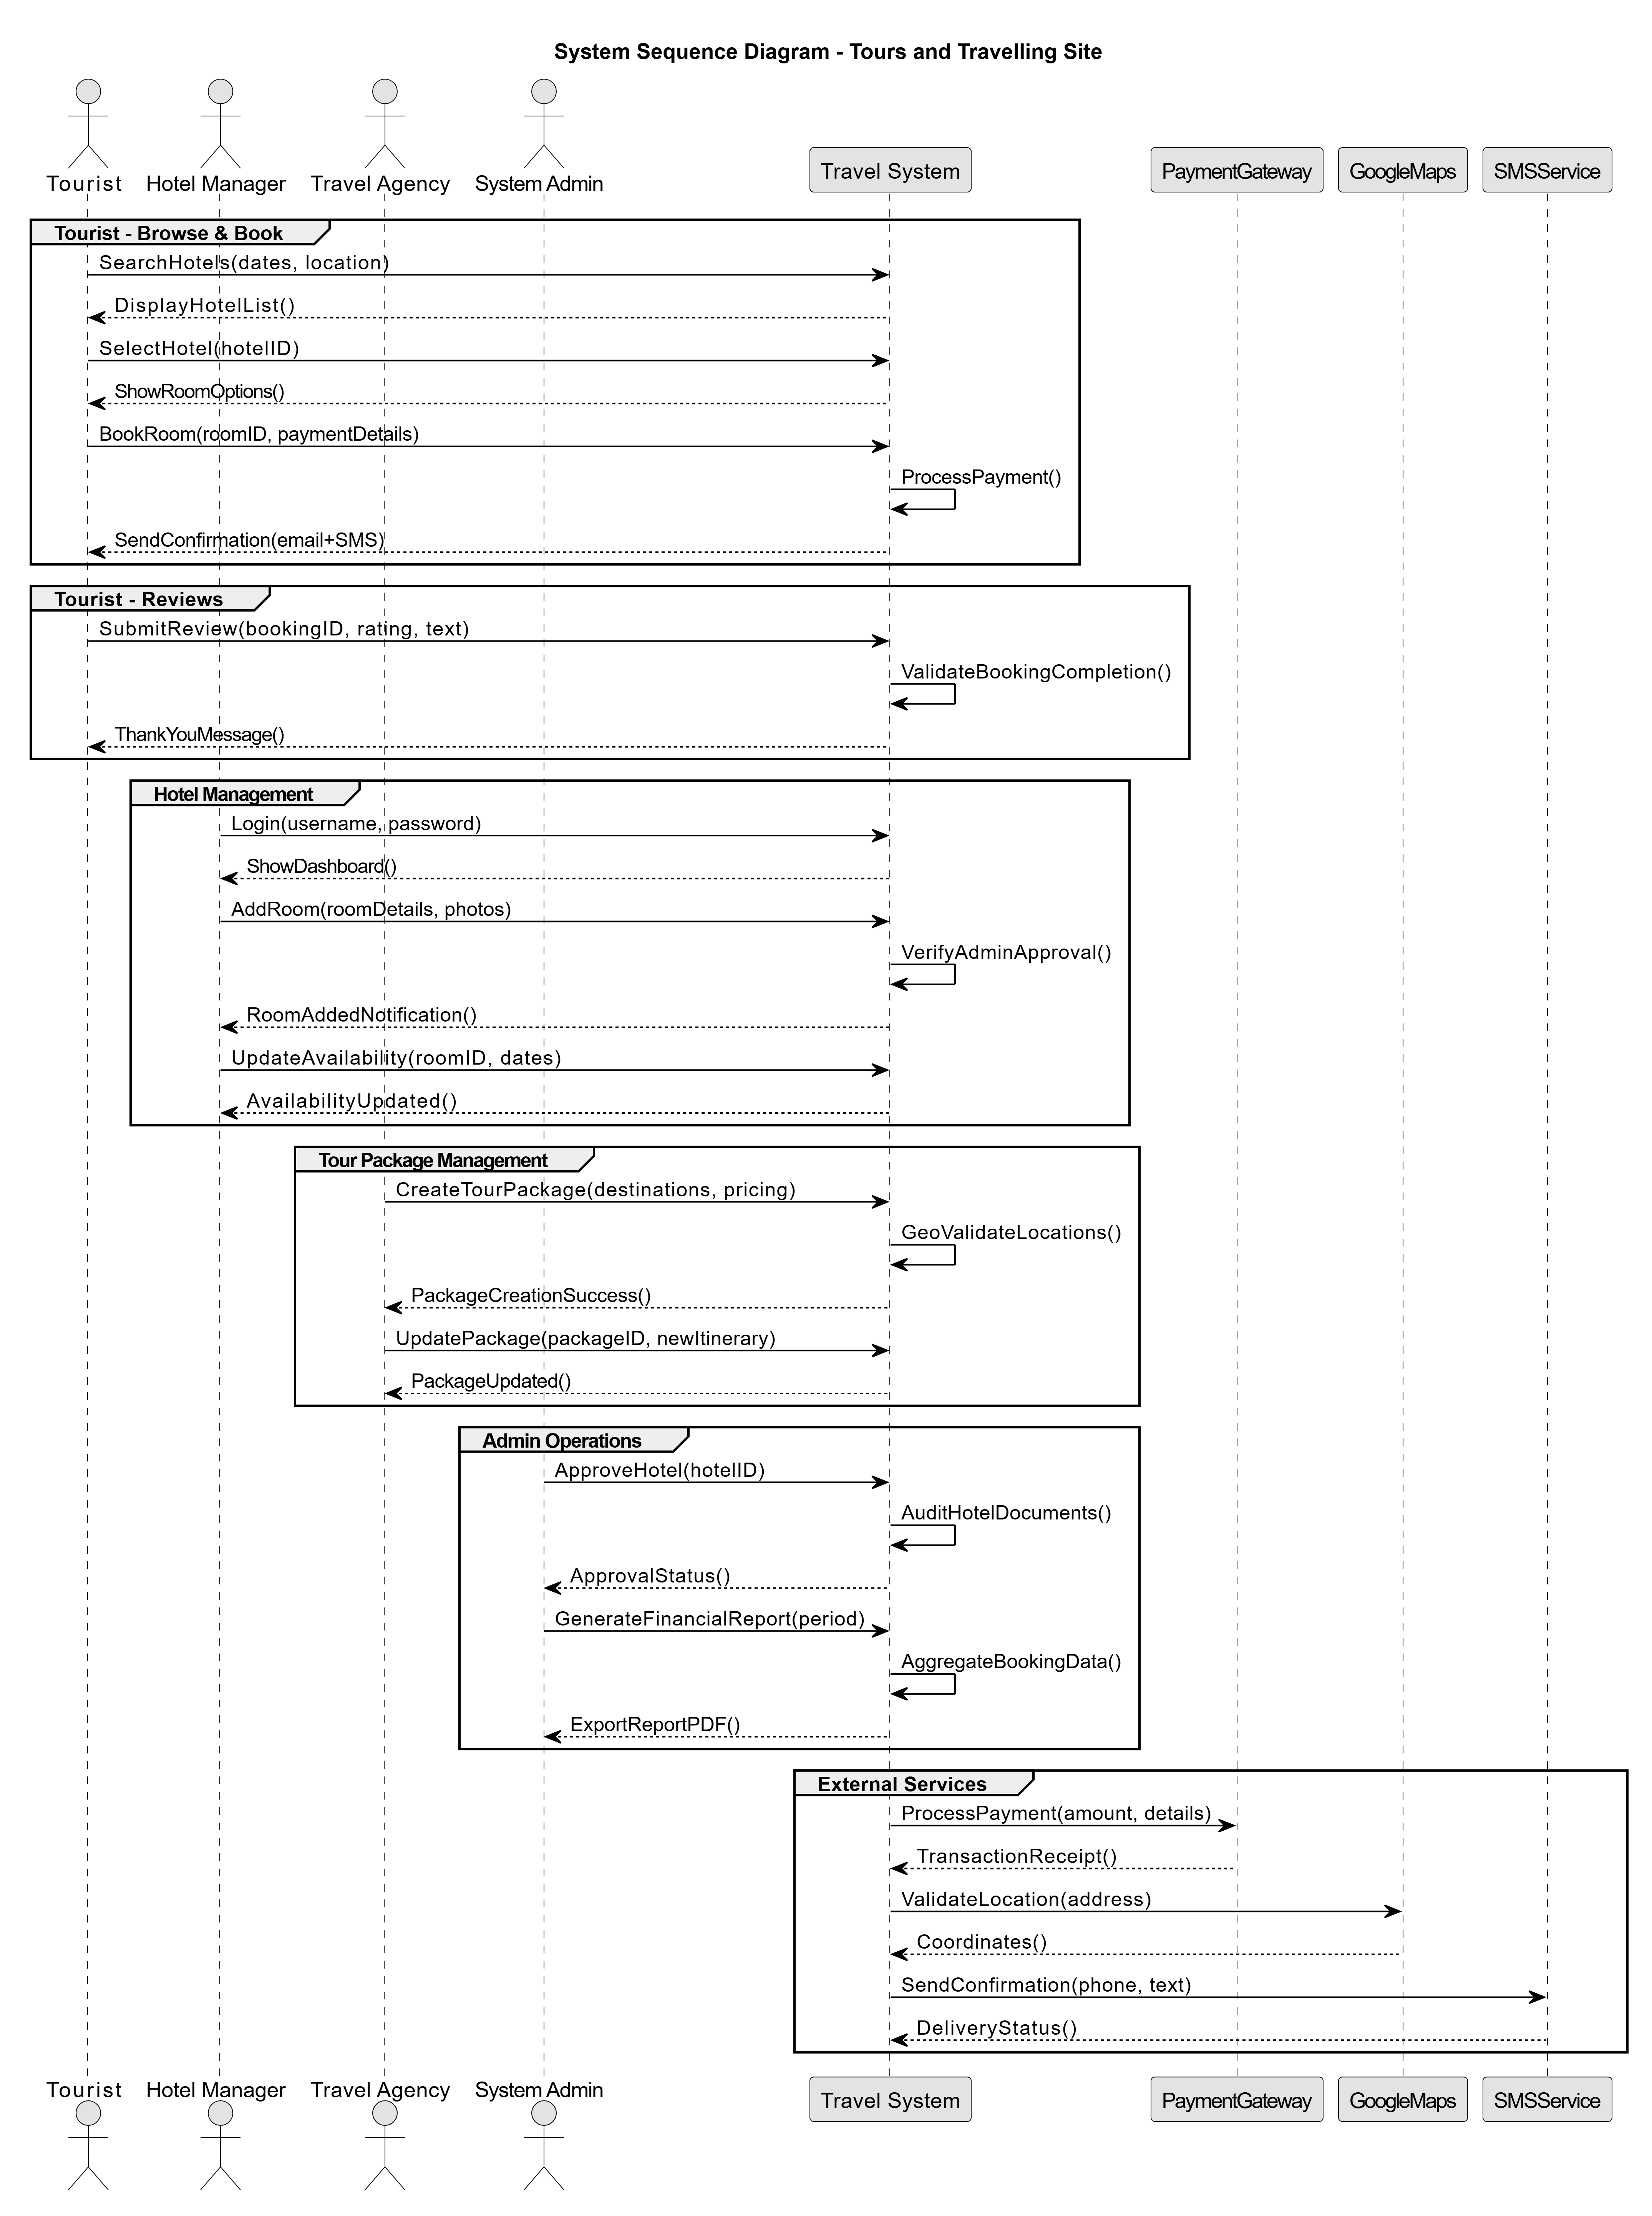 System Sequence Diagram - Tours and Travelling Site
Tourist
Hotel Manager
Travel Agency
System Admin
Travel System
PaymentGateway
GoogleMaps
SMSService
Tourist - Browse & Book
SearchHotels(dates, location)
DisplayHotelList()
SelectHotel(hotelID)
ShowRoomOptions()
BookRoom(roomID, paymentDetails)
ProcessPayment()
SendConfirmation(email+SMS)
Tourist - Reviews
SubmitReview(bookingID, rating, text)
ValidateBookingCompletion()
ThankYouMessage()
Hotel Management
Login(username, password)
ShowDashboard()
AddRoom(roomDetails, photos)
VerifyAdminApproval()
RoomAddedNotification()
UpdateAvailability(roomID, dates)
AvailabilityUpdated()
Tour Package Management
CreateTourPackage(destinations, pricing)
GeoValidateLocations()
PackageCreationSuccess()
UpdatePackage(packageID, newItinerary)
PackageUpdated()
Admin Operations
ApproveHotel(hotelID)
AuditHotelDocuments()
ApprovalStatus()
GenerateFinancialReport(period)
AggregateBookingData()
ExportReportPDF()
External Services
ProcessPayment(amount, details)
TransactionReceipt()
ValidateLocation(address)
Coordinates()
SendConfirmation(phone, text)
DeliveryStatus()
Tourist
Hotel Manager
Travel Agency
System Admin
Travel System
PaymentGateway
GoogleMaps
SMSService